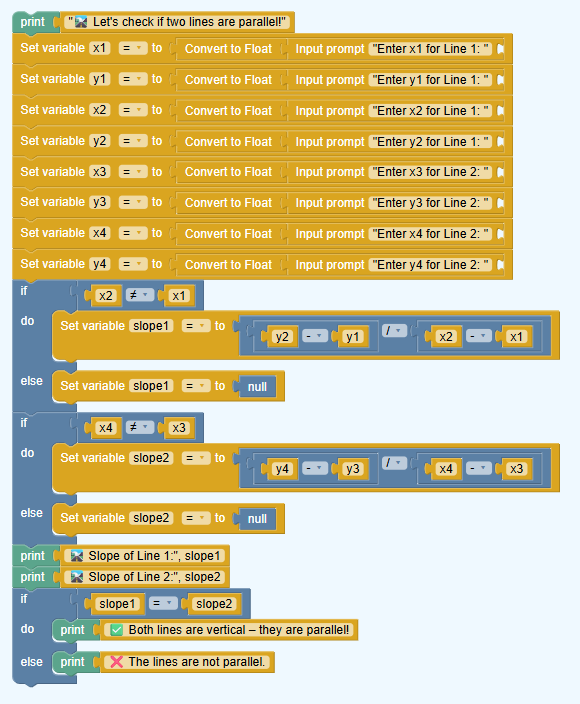 print "🛣️ Let's check if two lines are parallel!"
Set variable x1 = to Convert to Float Input prompt "Enter x1 for Line 1: "
Set variable y1 = to Convert to Float Input prompt "Enter y1 for Line 1: "
Set variable x2 = to Convert to Float Input prompt "Enter x2 for Line 1: "
Set variable y2 = to Convert to Float Input prompt "Enter y2 for Line 1: "
Set variable x3 = to Convert to Float Input prompt "Enter x3 for Line 2: "
Set variable y3 = to Convert to Float Input prompt "Enter y3 for Line 2: "
Set variable x4 = to Convert to Float Input prompt "Enter x4 for Line 2: "
Set variable y4 = to Convert to Float Input prompt "Enter y4 for Line 2: "
if x2 ≠ x1
do Set variable slope1 = to y2 - y1 / x2 - x1
else Set variable slope1 = to null
if x4 ≠ x3
do Set variable slope2 = to y4 - y3 / x4 - x3
else Set variable slope2 = to null
print 🛣️ Slope of Line 1:", slope1
print 🛣️ Slope of Line 2:", slope2
if slope1 = slope2
do print ✅ Both lines are vertical – they are parallel!
else print ❌ The lines are not parallel.